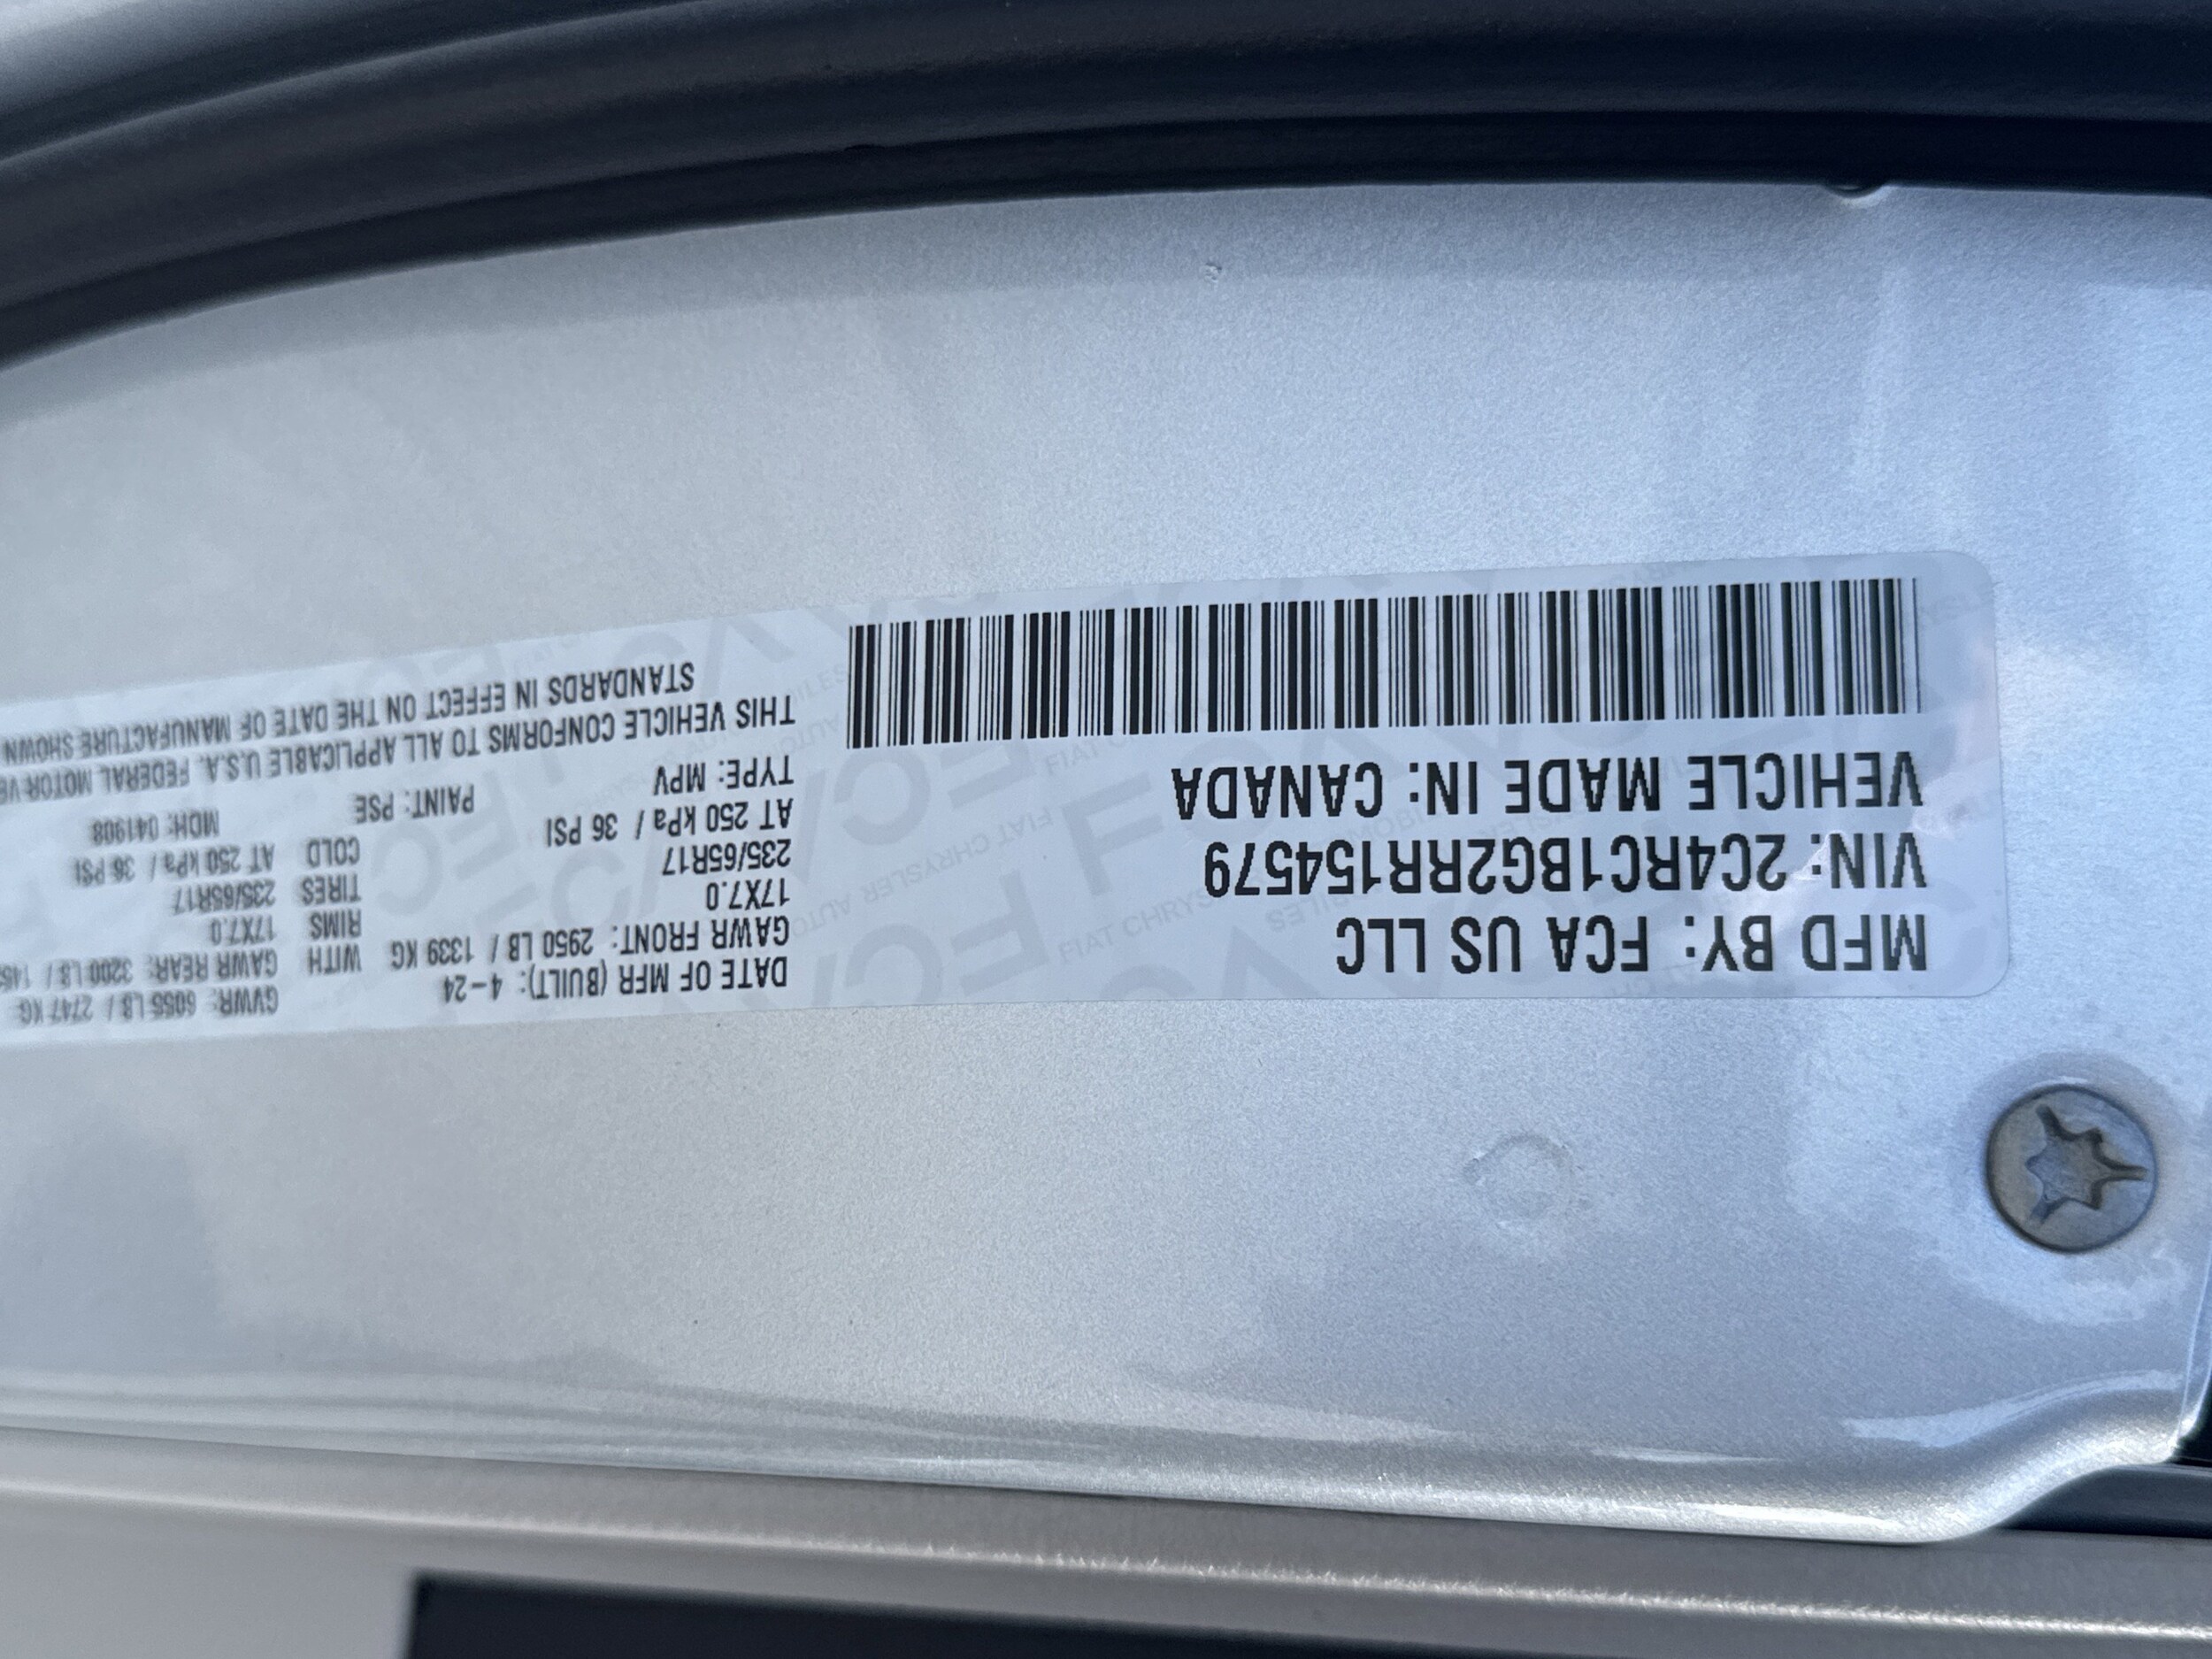 MFD BY: FCA US LLC
VIN: 2C4RC1BG2RR154579
VEHICLE MADE IN: CANADA
DATE OF MFR (BUILT): 4-24
GVWR: 6055 LB / 2747 KG
GAWR FRONT: 2950 LB / 1339 KG WITH GAWR REAR: 3200 LB /
17X7.0 RIMS 17X7.0
235/65R17 TIRES 235/65R17
AT 250 kPa / 36 PSI COLD AT 250 kPa / 36 PSI
TYPE: MPV PAINT: PSE MDH: 041908
THIS VEHICLE CONFORMS TO ALL APPLICABLE U.S.A. FEDERAL MOTOR
STANDARDS IN EFFECT ON THE DATE OF MANUFACTURE SHOWN